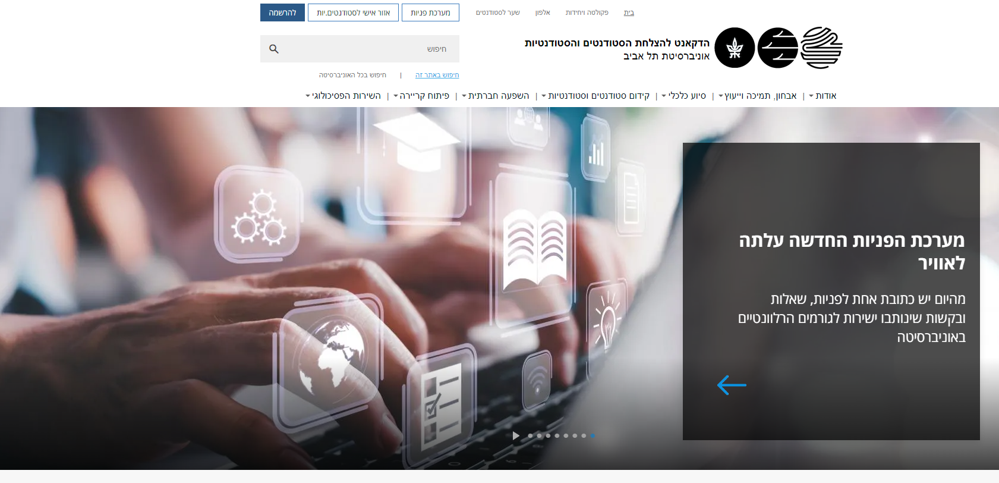 בית
פקולטה ויחידות
אלפון
שער לסטודנטים
מערכת פניות
אזור אישי לסטודנטים.יות
להרשמה
הדקאנט להצלחת הסטודנטים והסטודנטיות
אוניברסיטת תל אביב
חיפוש
חיפוש באתר זה | חיפוש בכל האוניברסיטה
אודות | אבחון, תמיכה וייעוץ | סיוע כלכלי | קידום סטודנטים וסטודנטיות | השפעה חברתית | פיתוח קריירה | השירות הפסיכולוגי
מערכת הפניות החדשה עלתה
לאוויר
מהיום יש כתובת אחת לפניות, שאלות
ובקשות שינותבו ישירות לגורמים הרלוונטיים
באוניברסיטה